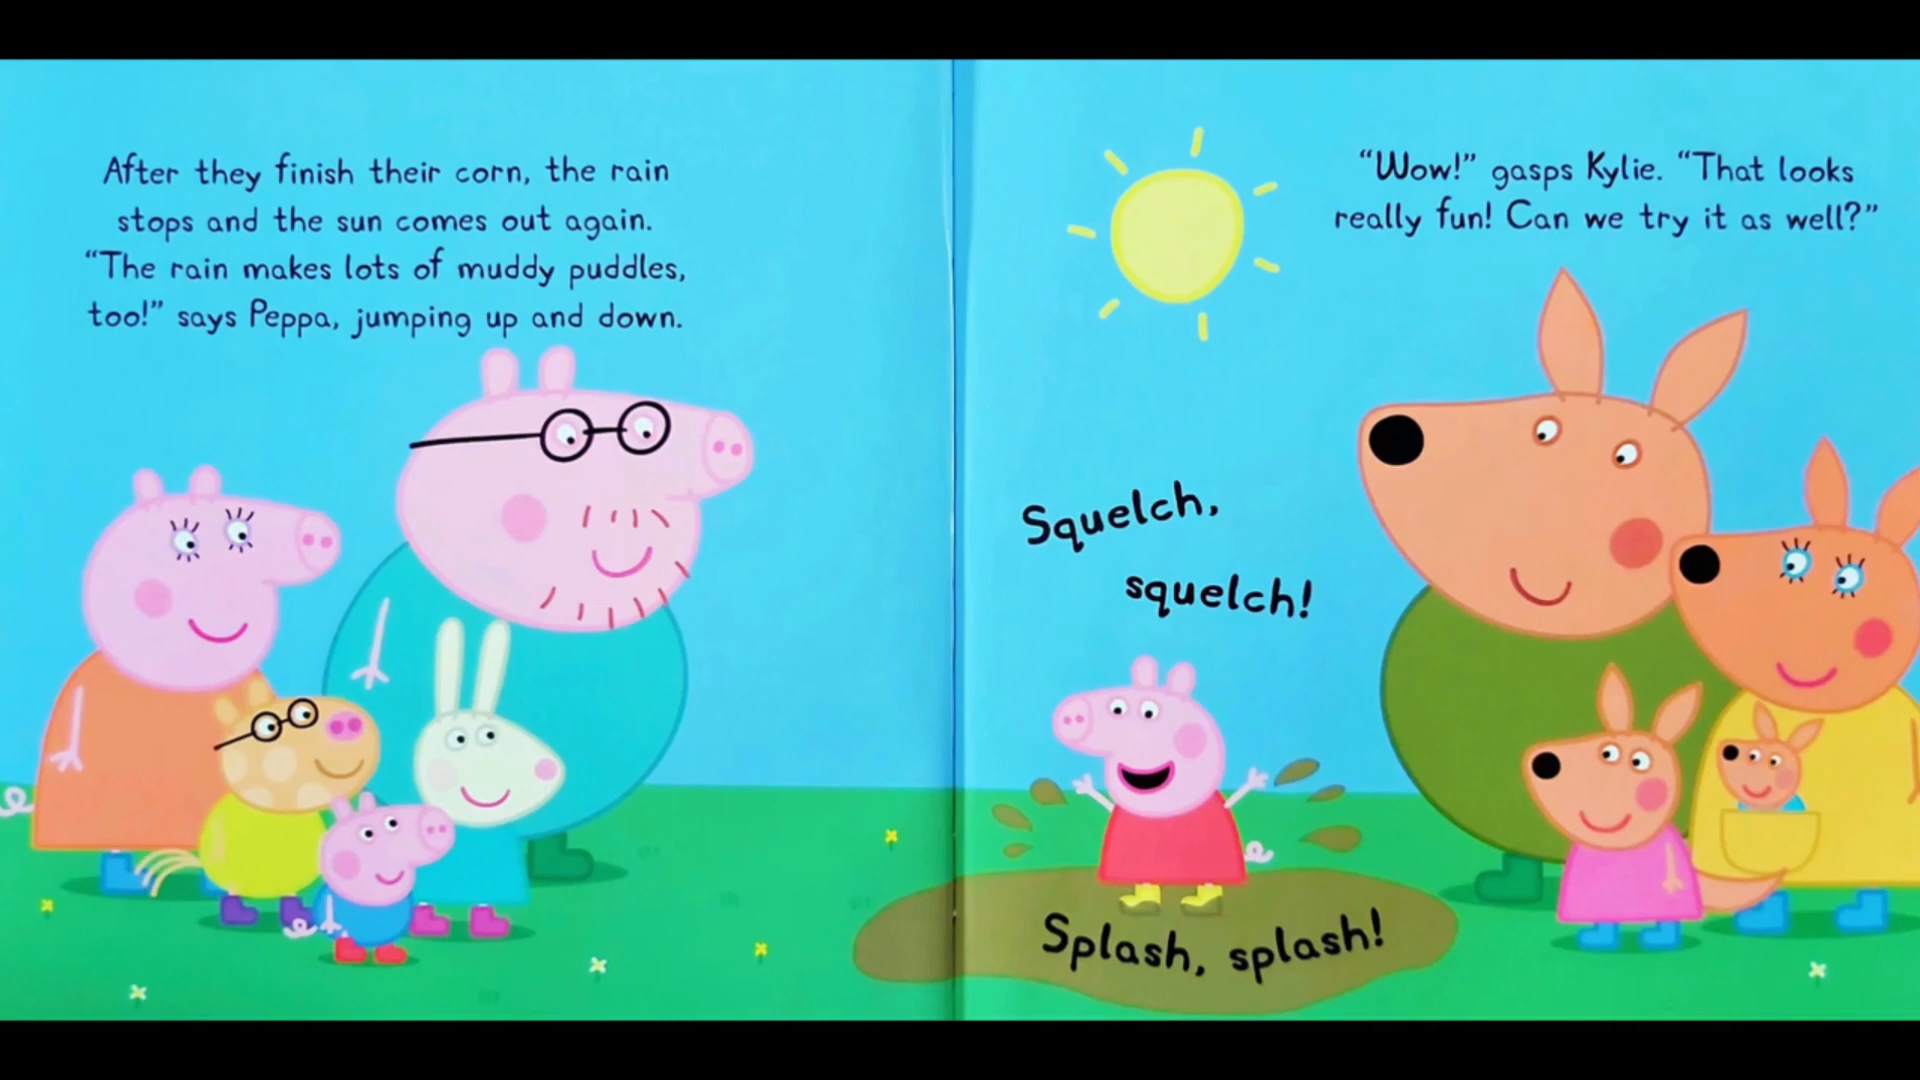 After they finish their corn, the rain
stops and the sun comes out again.
“The rain makes lots of muddy puddles,
too!” says Peppa, jumping up and down.
“Wow!” gasps Kylie. “That looks
really fun! Can we try it as well?”
Squelch,
squelch!
Splash, splash!